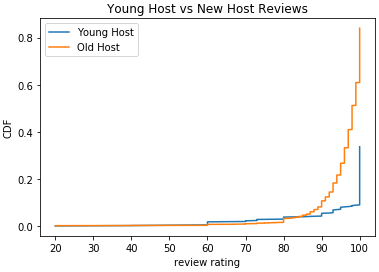 Young Host vs New Host Reviews
Young Host
Old Host
CDF
0.8
0.6
0.4
0.2
0.0
20 30 40 50 60 70 80 90 100
review rating